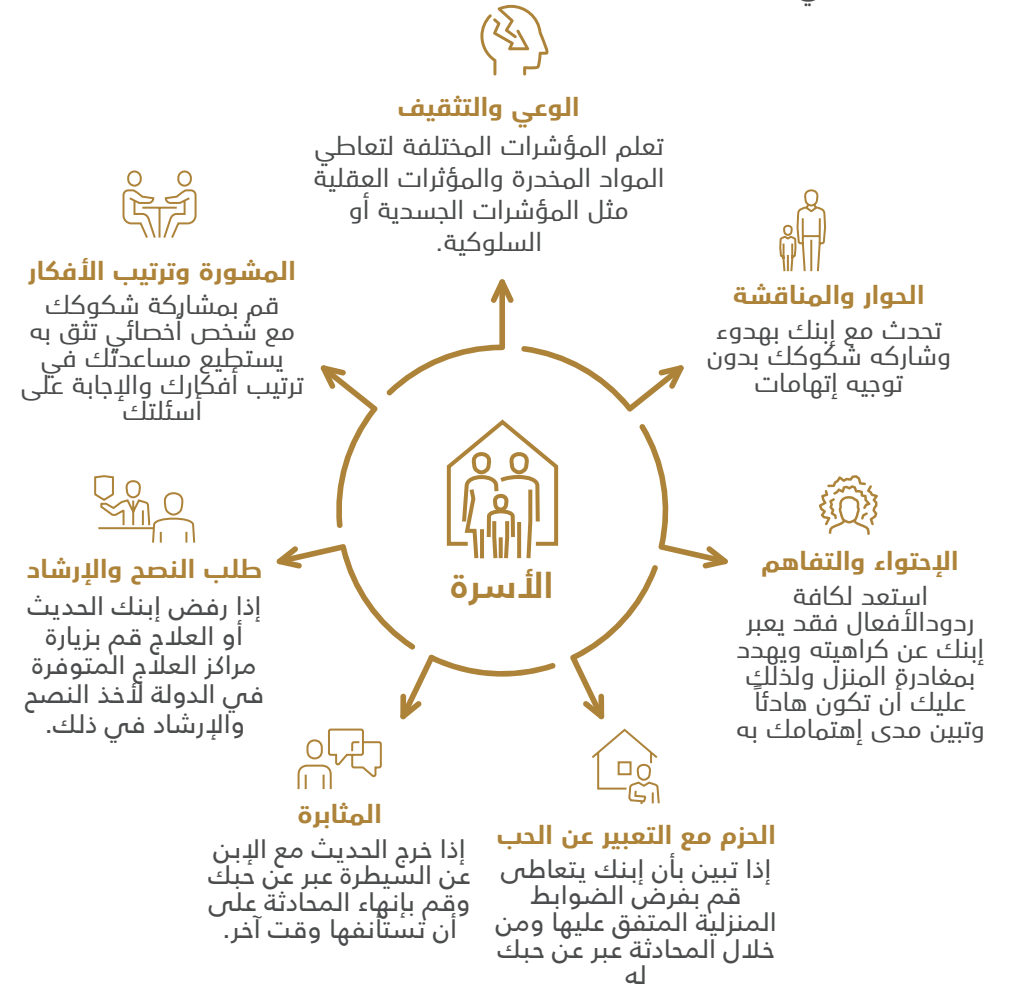 الوعي والتثقيف
تعلم المؤشرات المختلفة لتعاطي
المواد المخدرة والمؤثرات العقلية
مثل المؤشرات الجسدية أو
السلوكية.
الحوار والمناقشة
تحدث مع إبنك بهدوء
وشاركه شكوكك بدون
توجيه إتهامات
الإحتواء والتفاهم
استعد لكافة
ردودالأفعال فقد يعبر
إبنك عن كراهيته ويهدد
بمغادرة المنزل ولذلك
عليك أن تكون هادئاً
وتبين مدى إهتمامك به
الحزم مع التعبير عن الحب
إذا تبين بأن إبنك يتعاطى
قم بفرض الضوابط
المنزلية المتفق عليها ومن
خلال المحادثة عبر عن حبك
له
المثابرة
إذا خرج الحديث مع الإبن
عن السيطرة عبر عن حبك
وقم بإنهاء المحادثة على
أن تستأنفها وقت آخر.
طلب النصح والإرشاد
إذا رفض إبنك الحديث
أو العلاج قم بزيارة
مراكز العلاج المتوفرة
في الدولة لأخذ النصح
والإرشاد في ذلك.
المشورة وترتيب الأفكار
قم بمشاركة شكوكك
مع شخص أخصائي تثق به
يستطيع مساعدتك في
ترتيب أفكارك والإجابة على
أسئلتك
الأسرة